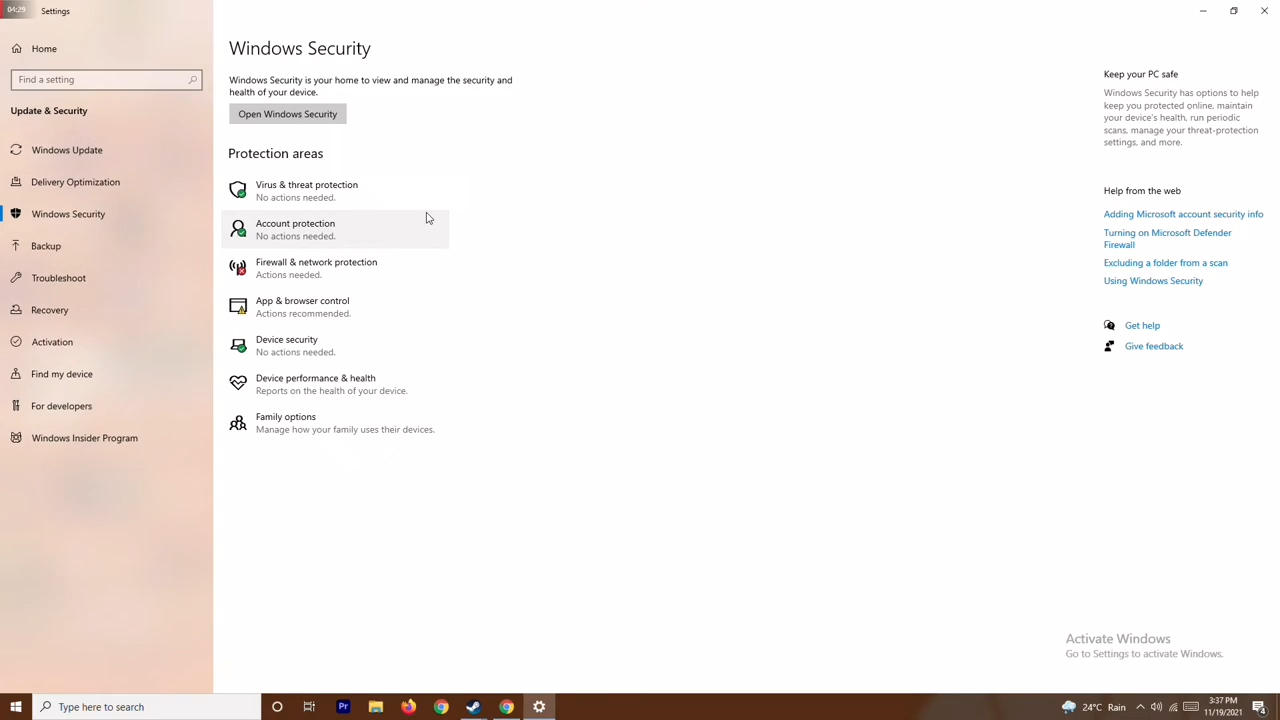 04:29
Settings
Home
Find a setting
Update & Security
Windows Update
Delivery Optimization
Windows Security
Backup
Troubleshoot
Recovery
Activation
Find my device
For developers
Windows Insider Program
Windows Security
Windows Security is your home to view and manage the security and
health of your device.
Open Windows Security
Protection areas
Virus & threat protection
No actions needed.
Account protection
No actions needed.
Firewall & network protection
Actions needed.
App & browser control
Actions recommended.
Device security
No actions needed.
Device performance & health
Reports on the health of your device.
Family options
Manage how your family uses their devices.
Keep your PC safe
Windows Security has options to help
keep you protected online, maintain
your device's health, run periodic
scans, manage your threat-protection
settings, and more.
Help from the web
Adding Microsoft account security info
Turning on Microsoft Defender
Firewall
Excluding a folder from a scan
Using Windows Security
Get help
Give feedback
Activate Windows
Go to Settings to activate Windows.
Type here to search
Pr
24°C Rain
3:37 PM
11/19/2021
4